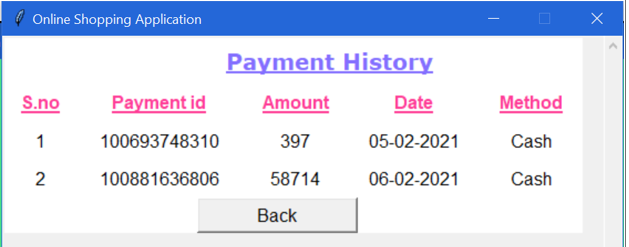 Online Shopping Application
Payment History
S.no Payment id Amount Date Method
1 100693748310 397 05-02-2021 Cash
2 100881636806 58714 06-02-2021 Cash
Back